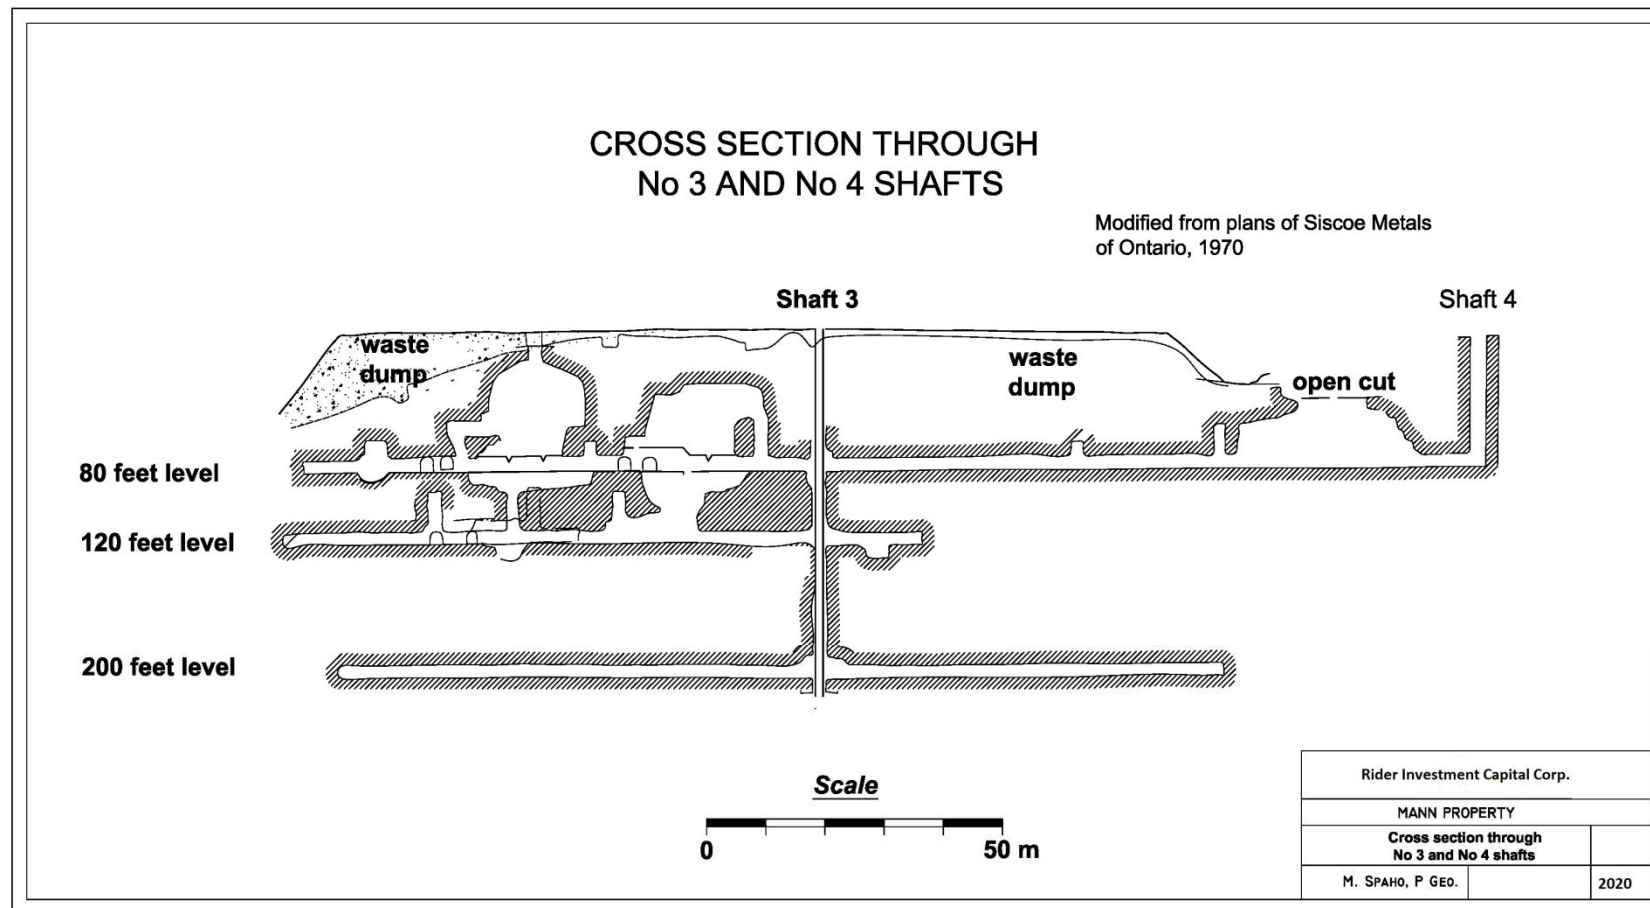 CROSS SECTION THROUGH
No 3 AND No 4 SHAFTS
Modified from plans of Siscoe Metals
of Ontario, 1970
Shaft 3
Shaft 4
waste
dump
waste
dump
open cut
80 feet level
120 feet level
200 feet level
Scale
0
50 m
Rider Investment Capital Corp.
MANN PROPERTY
Cross section through
No 3 and No 4 shafts
M. SPAHO, P GEO.
2020